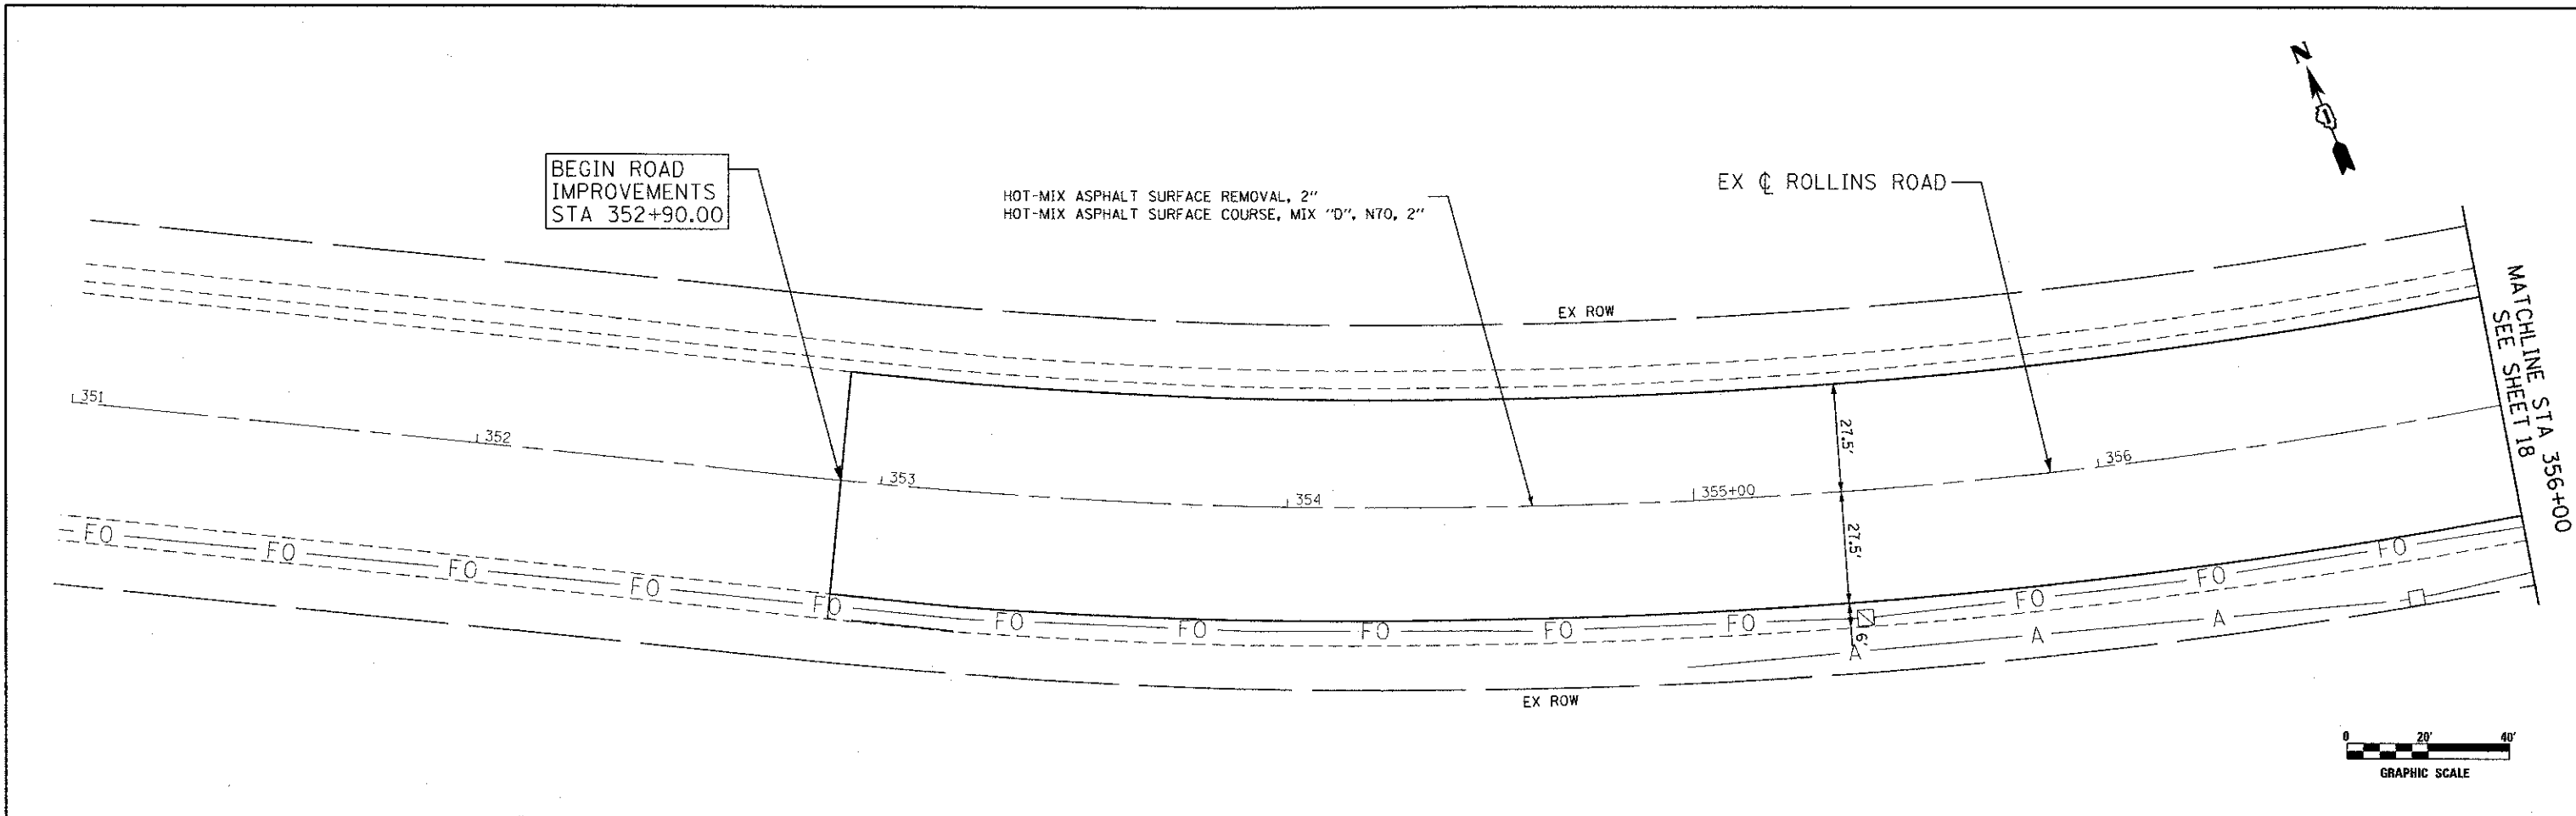 N
BEGIN ROAD
IMPROVEMENTS
STA 352+90.00
HOT-MIX ASPHALT SURFACE REMOVAL, 2"
HOT-MIX ASPHALT SURFACE COURSE, MIX "D", N70, 2"
EX ℄ ROLLINS ROAD
MATCHLINE STA 356+00
SEE SHEET 18
EX ROW
351
352
353
354
355+00
356
27.5'
27.5'
6'
FO FO FO FO FO FO FO FO FO FO FO FO FO
A A A
EX ROW
0 20' 40'
GRAPHIC SCALE